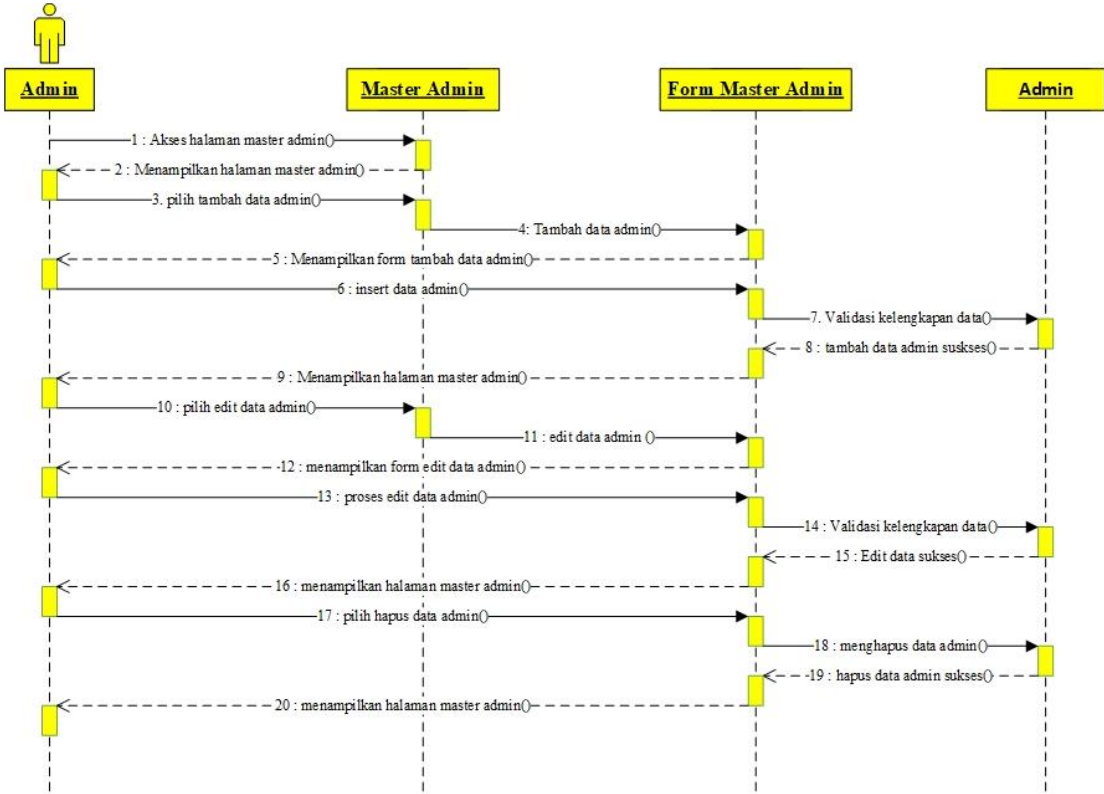 Admin
Master Admin
Form Master Admin
Admin
1 : Akses halaman master admin()
2 : Menampilkan halaman master admin()
3. pilih tambah data admin()
4: Tambah data admin()
5 : Menampilkan form tambah data admin()
6 : insert data admin()
7. Validasi kelengkapan data()
8 : tambah data admin suskses()
9 : Menampilkan halaman master admin()
10 : pilih edit data admin()
11 : edit data admin ()
12 : menampilkan form edit data admin()
13 : proses edit data admin()
14 : Validasi kelengkapan data()
15 : Edit data sukses()
16 : menampilkan halaman master admin()
17 : pilih hapus data admin()
18 : menghapus data admin()
19 : hapus data admin sukses()
20 : menampilkan halaman master admin()